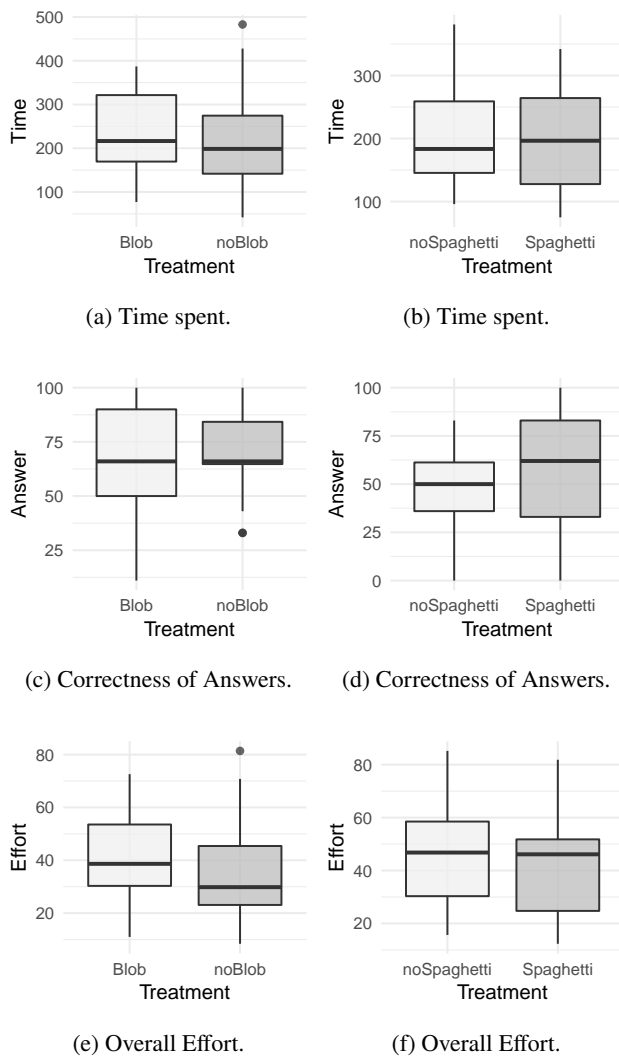 500
400
300
200
100
Time
Blob
noBlob
Treatment
(a) Time spent.
300
200
100
Time
noSpaghetti
Spaghetti
Treatment
(b) Time spent.
100
75
50
25
Answer
Blob
noBlob
Treatment
(c) Correctness of Answers.
100
75
50
25
0
Answer
noSpaghetti
Spaghetti
Treatment
(d) Correctness of Answers.
80
60
40
20
Effort
Blob
noBlob
Treatment
(e) Overall Effort.
80
60
40
20
Effort
noSpaghetti
Spaghetti
Treatment
(f) Overall Effort.